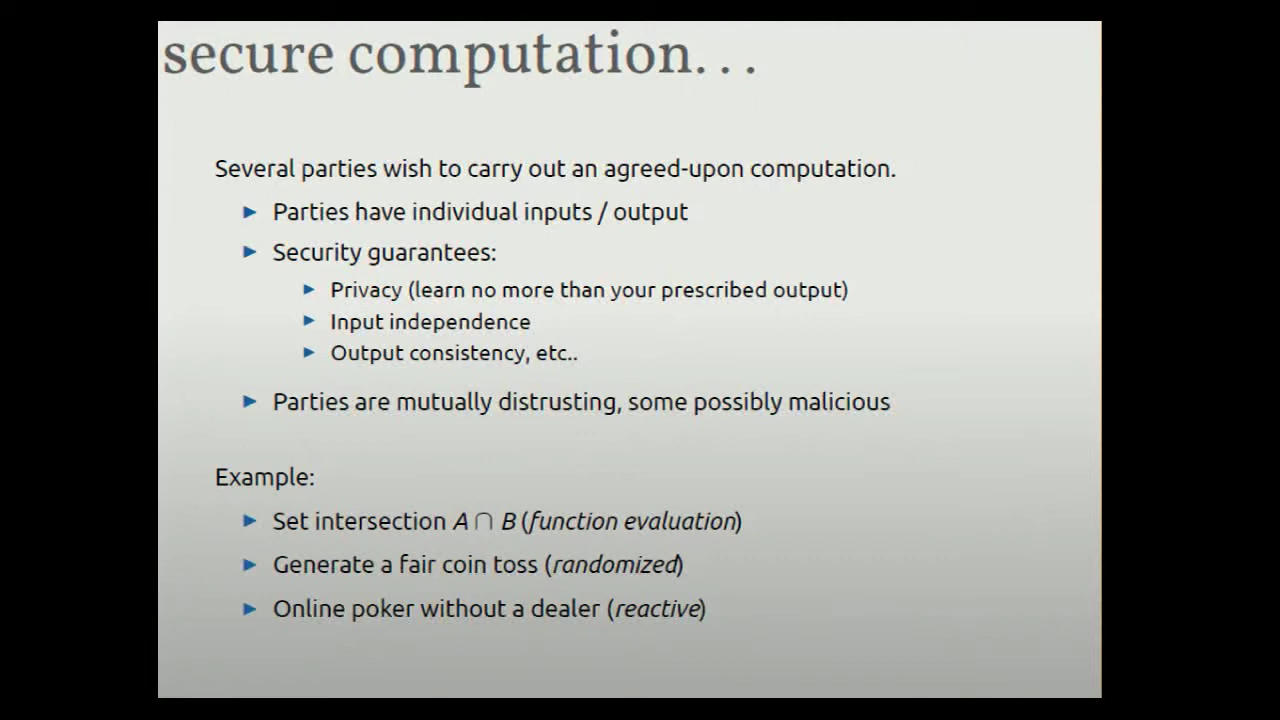 secure computation. . .
Several parties wish to carry out an agreed-upon computation.
► Parties have individual inputs / output
► Security guarantees:
► Privacy (learn no more than your prescribed output)
► Input independence
► Output consistency, etc..
► Parties are mutually distrusting, some possibly malicious
Example:
► Set intersection A ∩ B (function evaluation)
► Generate a fair coin toss (randomized)
► Online poker without a dealer (reactive)